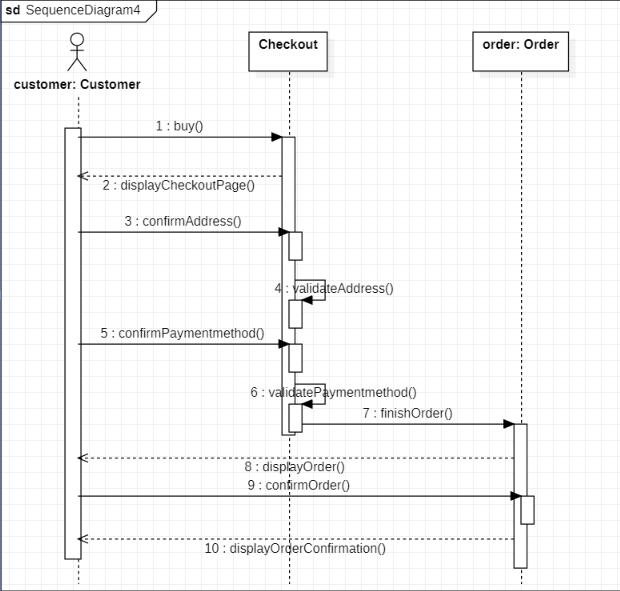 sd SequenceDiagram4
Checkout
order: Order
customer: Customer
1 : buy()
2 : displayCheckoutPage()
3 : confirmAddress()
4 : validateAddress()
5 : confirmPaymentmethod()
6 : validatePaymentmethod()
7 : finishOrder()
8 : displayOrder()
9 : confirmOrder()
10 : displayOrderConfirmation()